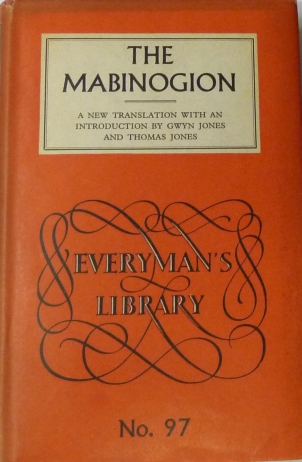 THE
MABINOGION
A NEW TRANSLATION WITH AN
INTRODUCTION BY GWYN JONES
AND THOMAS JONES
EVERYMAN'S
LIBRARY
No. 97